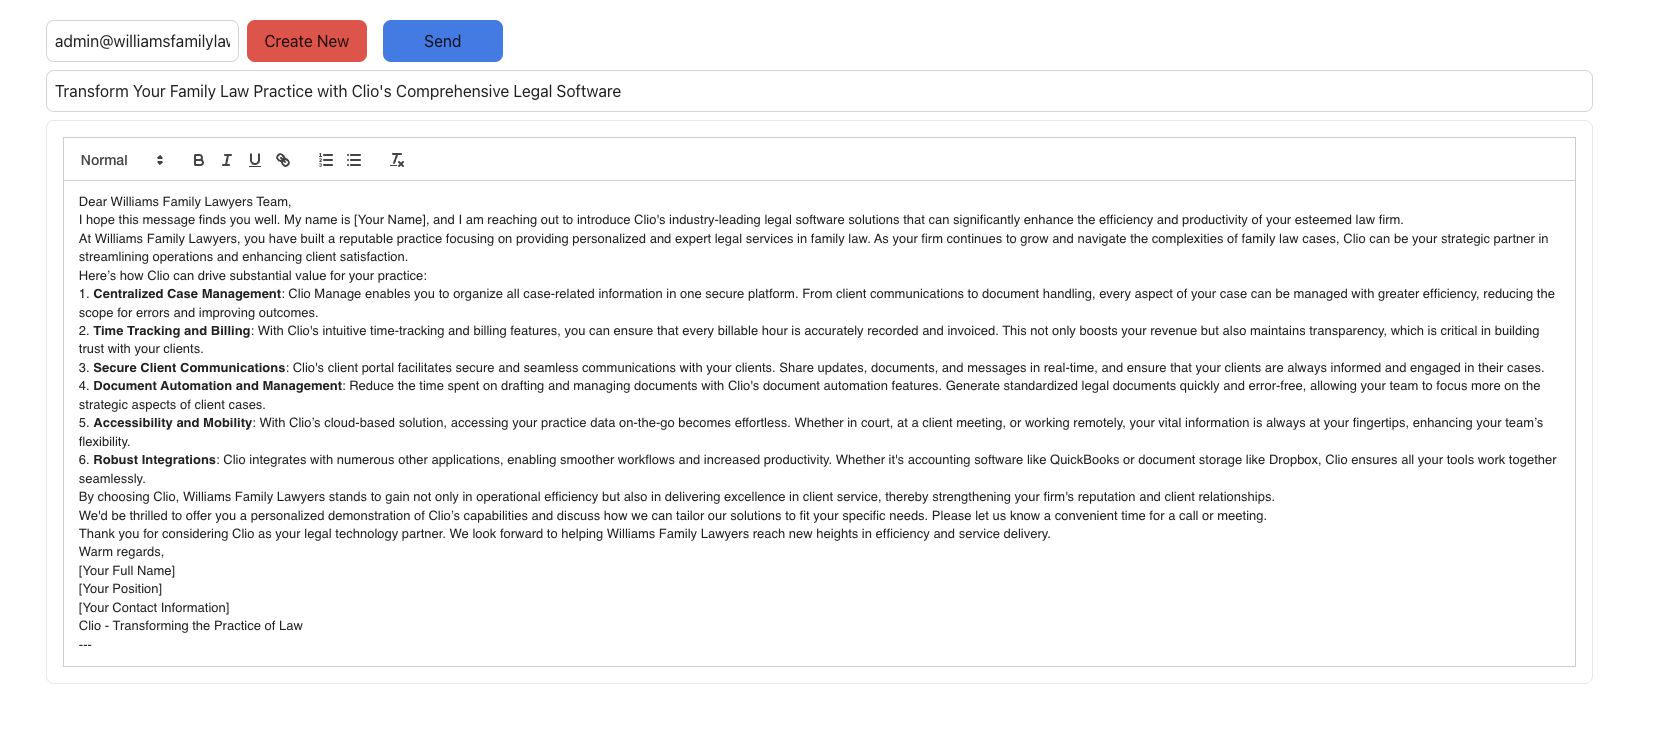 admin@williamsfamilylav
Create New
Send
Transform Your Family Law Practice with Clio's Comprehensive Legal Software
Normal
Dear Williams Family Lawyers Team,
I hope this message finds you well. My name is [Your Name], and I am reaching out to introduce Clio's industry-leading legal software solutions that can significantly enhance the efficiency and productivity of your esteemed law firm.
At Williams Family Lawyers, you have built a reputable practice focusing on providing personalized and expert legal services in family law. As your firm continues to grow and navigate the complexities of family law cases, Clio can be your strategic partner in
streamlining operations and enhancing client satisfaction.
Here’s how Clio can drive substantial value for your practice:
1. Centralized Case Management: Clio Manage enables you to organize all case-related information in one secure platform. From client communications to document handling, every aspect of your case can be managed with greater efficiency, reducing the
scope for errors and improving outcomes.
2. Time Tracking and Billing: With Clio's intuitive time-tracking and billing features, you can ensure that every billable hour is accurately recorded and invoiced. This not only boosts your revenue but also maintains transparency, which is critical in building
trust with your clients.
3. Secure Client Communications: Clio's client portal facilitates secure and seamless communications with your clients. Share updates, documents, and messages in real-time, and ensure that your clients are always informed and engaged in their cases.
4. Document Automation and Management: Reduce the time spent on drafting and managing documents with Clio's document automation features. Generate standardized legal documents quickly and error-free, allowing your team to focus more on the
strategic aspects of client cases.
5. Accessibility and Mobility: With Clio’s cloud-based solution, accessing your practice data on-the-go becomes effortless. Whether in court, at a client meeting, or working remotely, your vital information is always at your fingertips, enhancing your team’s
flexibility.
6. Robust Integrations: Clio integrates with numerous other applications, enabling smoother workflows and increased productivity. Whether it's accounting software like QuickBooks or document storage like Dropbox, Clio ensures all your tools work together
seamlessly.
By choosing Clio, Williams Family Lawyers stands to gain not only in operational efficiency but also in delivering excellence in client service, thereby strengthening your firm's reputation and client relationships.
We'd be thrilled to offer you a personalized demonstration of Clio’s capabilities and discuss how we can tailor our solutions to fit your specific needs. Please let us know a convenient time for a call or meeting.
Thank you for considering Clio as your legal technology partner. We look forward to helping Williams Family Lawyers reach new heights in efficiency and service delivery.
Warm regards,
[Your Full Name]
[Your Position]
[Your Contact Information]
Clio - Transforming the Practice of Law
---